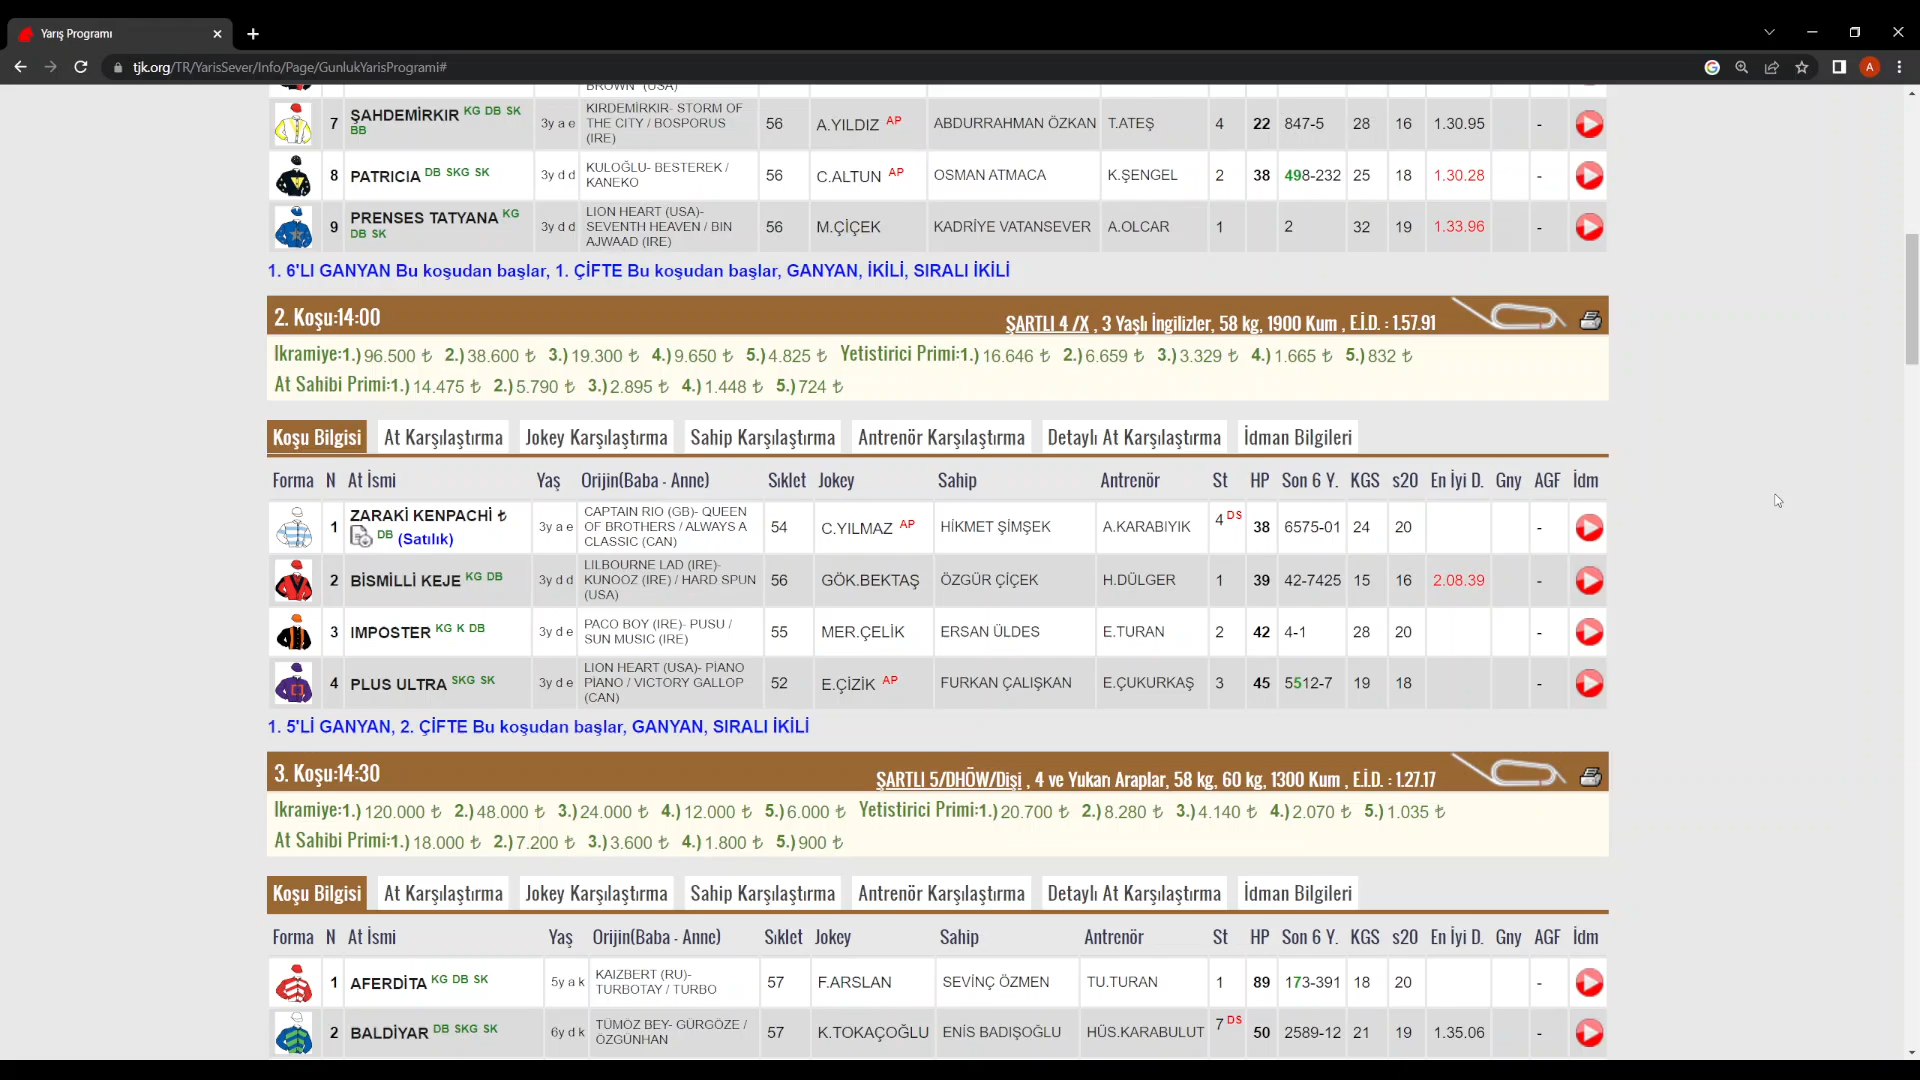 Yarış Programı
tjk.org/TR/YarisSever/Info/Page/GunlukYarisProgrami#
A
BROWN (USA)
7 ŞAHDEMİRKIR KG DB SK BB 3y a e KIRDEMİRKIR- STORM OF THE CITY / BOSPORUS (IRE) 56 A.YILDIZ AP ABDURRAHMAN ÖZKAN T.ATEŞ 4 22 847-5 28 16 1.30.95 -
8 PATRICIA DB SKG SK 3y d d KULOĞLU- BESTEREK / KANEKO 56 C.ALTUN AP OSMAN ATMACA K.ŞENGEL 2 38 498-232 25 18 1.30.28 -
9 PRENSES TATYANA KG DB SK 3y d d LION HEART (USA)- SEVENTH HEAVEN / BIN AJWAAD (IRE) 56 M.ÇİÇEK KADRİYE VATANSEVER A.OLCAR 1 2 32 19 1.33.96 -
1. 6'LI GANYAN Bu koşudan başlar, 1. ÇİFTE Bu koşudan başlar, GANYAN, İKİLİ, SIRALI İKİLİ
2. Koşu:14:00 ŞARTLI 4 /X , 3 Yaşlı İngilizler, 58 kg, 1900 Kum , E.İ.D. : 1.57.91
Ikramiye:1.) 96.500 ₺ 2.) 38.600 ₺ 3.) 19.300 ₺ 4.) 9.650 ₺ 5.) 4.825 ₺ Yetistirici Primi:1.) 16.646 ₺ 2.) 6.659 ₺ 3.) 3.329 ₺ 4.) 1.665 ₺ 5.) 832 ₺
At Sahibi Primi:1.) 14.475 ₺ 2.) 5.790 ₺ 3.) 2.895 ₺ 4.) 1.448 ₺ 5.) 724 ₺
Koşu Bilgisi At Karşılaştırma Jokey Karşılaştırma Sahip Karşılaştırma Antrenör Karşılaştırma Detaylı At Karşılaştırma İdman Bilgileri
Forma N At İsmi Yaş Orijin(Baba - Anne) Sıklet Jokey Sahip Antrenör St HP Son 6 Y. KGS s20 En İyi D. Gny AGF İdm
1 ZARAKİ KENPACHİ ₺ DB (Satılık) 3y a e CAPTAIN RIO (GB)- QUEEN OF BROTHERS / ALWAYS A CLASSIC (CAN) 54 C.YILMAZ AP HİKMET ŞİMŞEK A.KARABIYIK 4 DS 38 6575-01 24 20 -
2 BİSMİLLİ KEJE KG DB 3y d d LILBOURNE LAD (IRE)- KUNOOZ (IRE) / HARD SPUN (USA) 56 GÖK.BEKTAŞ ÖZGÜR ÇİÇEK H.DÜLGER 1 39 42-7425 15 16 2.08.39 -
3 IMPOSTER KG K DB 3y d e PACO BOY (IRE)- PUSU / SUN MUSIC (IRE) 55 MER.ÇELİK ERSAN ÜLDES E.TURAN 2 42 4-1 28 20 -
4 PLUS ULTRA SKG SK 3y d e LION HEART (USA)- PIANO PIANO / VICTORY GALLOP (CAN) 52 E.ÇİZİK AP FURKAN ÇALIŞKAN E.ÇUKURKAŞ 3 45 5512-7 19 18 -
1. 5'Lİ GANYAN, 2. ÇİFTE Bu koşudan başlar, GANYAN, SIRALI İKİLİ
3. Koşu:14:30 ŞARTLI 5/DHÖW/Dişi , 4 ve Yukarı Araplar, 58 kg, 60 kg, 1300 Kum , E.İ.D. : 1.27.17
Ikramiye:1.) 120.000 ₺ 2.) 48.000 ₺ 3.) 24.000 ₺ 4.) 12.000 ₺ 5.) 6.000 ₺ Yetistirici Primi:1.) 20.700 ₺ 2.) 8.280 ₺ 3.) 4.140 ₺ 4.) 2.070 ₺ 5.) 1.035 ₺
At Sahibi Primi:1.) 18.000 ₺ 2.) 7.200 ₺ 3.) 3.600 ₺ 4.) 1.800 ₺ 5.) 900 ₺
Koşu Bilgisi At Karşılaştırma Jokey Karşılaştırma Sahip Karşılaştırma Antrenör Karşılaştırma Detaylı At Karşılaştırma İdman Bilgileri
Forma N At İsmi Yaş Orijin(Baba - Anne) Sıklet Jokey Sahip Antrenör St HP Son 6 Y. KGS s20 En İyi D. Gny AGF İdm
1 AFERDİTA KG DB SK 5y a k KAIZBERT (RU)- TURBOTAY / TURBO 57 F.ARSLAN SEVİNÇ ÖZMEN TU.TURAN 1 89 173-391 18 20 -
2 BALDİYAR DB SKG SK 6y d k TÜMÖZ BEY- GÜRGÖZE / ÖZGÜNHAN 57 K.TOKAÇOĞLU ENİS BADIŞOĞLU HÜS.KARABULUT 7 DS 50 2589-12 21 19 1.35.06 -